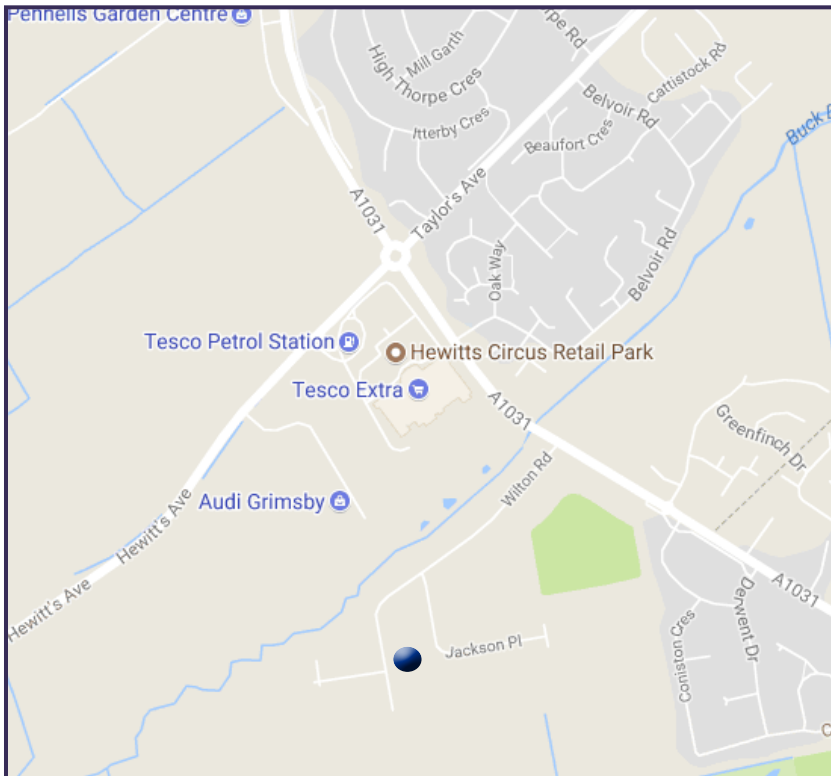 Pennells Garden Centre
Mill Garth
High Thorpe Cres
Itterby Cres
rpe Rd
Belvoir Rd
Cattistock Rd
Beaufort Cres
Buck
A1031
Taylor's Ave
Oak Way
Belvoir Rd
Tesco Petrol Station
Hewitts Circus Retail Park
Tesco Extra
A1031
Greenfinch Dr
Wilton Rd
Audi Grimsby
Hewitt's Ave
Hewitt's Ave
A1031
Derwent Dr
Coniston Cres
Jackson Pl